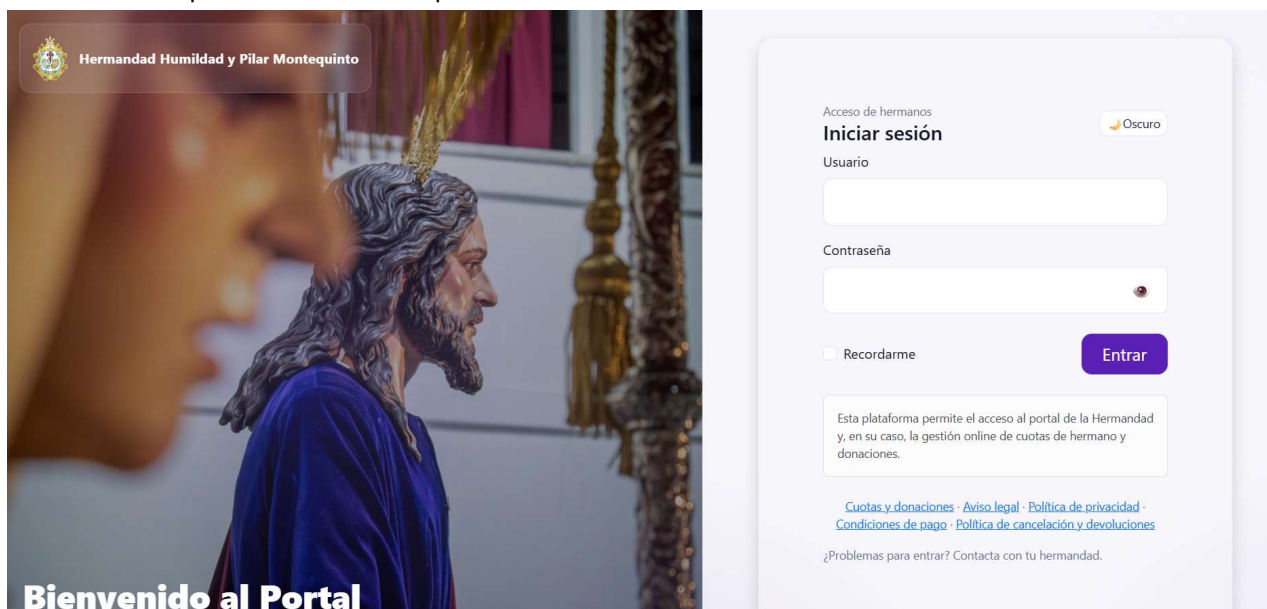 Hermandad Humildad y Pilar Montequinto
Bienvenido al Portal
Acceso de hermanos
Iniciar sesión
Oscuro
Usuario
Contraseña
Recordarme
Entrar
Esta plataforma permite el acceso al portal de la Hermandad
y, en su caso, la gestión online de cuotas de hermano y
donaciones.
Cuotas y donaciones · Aviso legal · Política de privacidad ·
Condiciones de pago · Política de cancelación y devoluciones
¿Problemas para entrar? Contacta con tu hermandad.